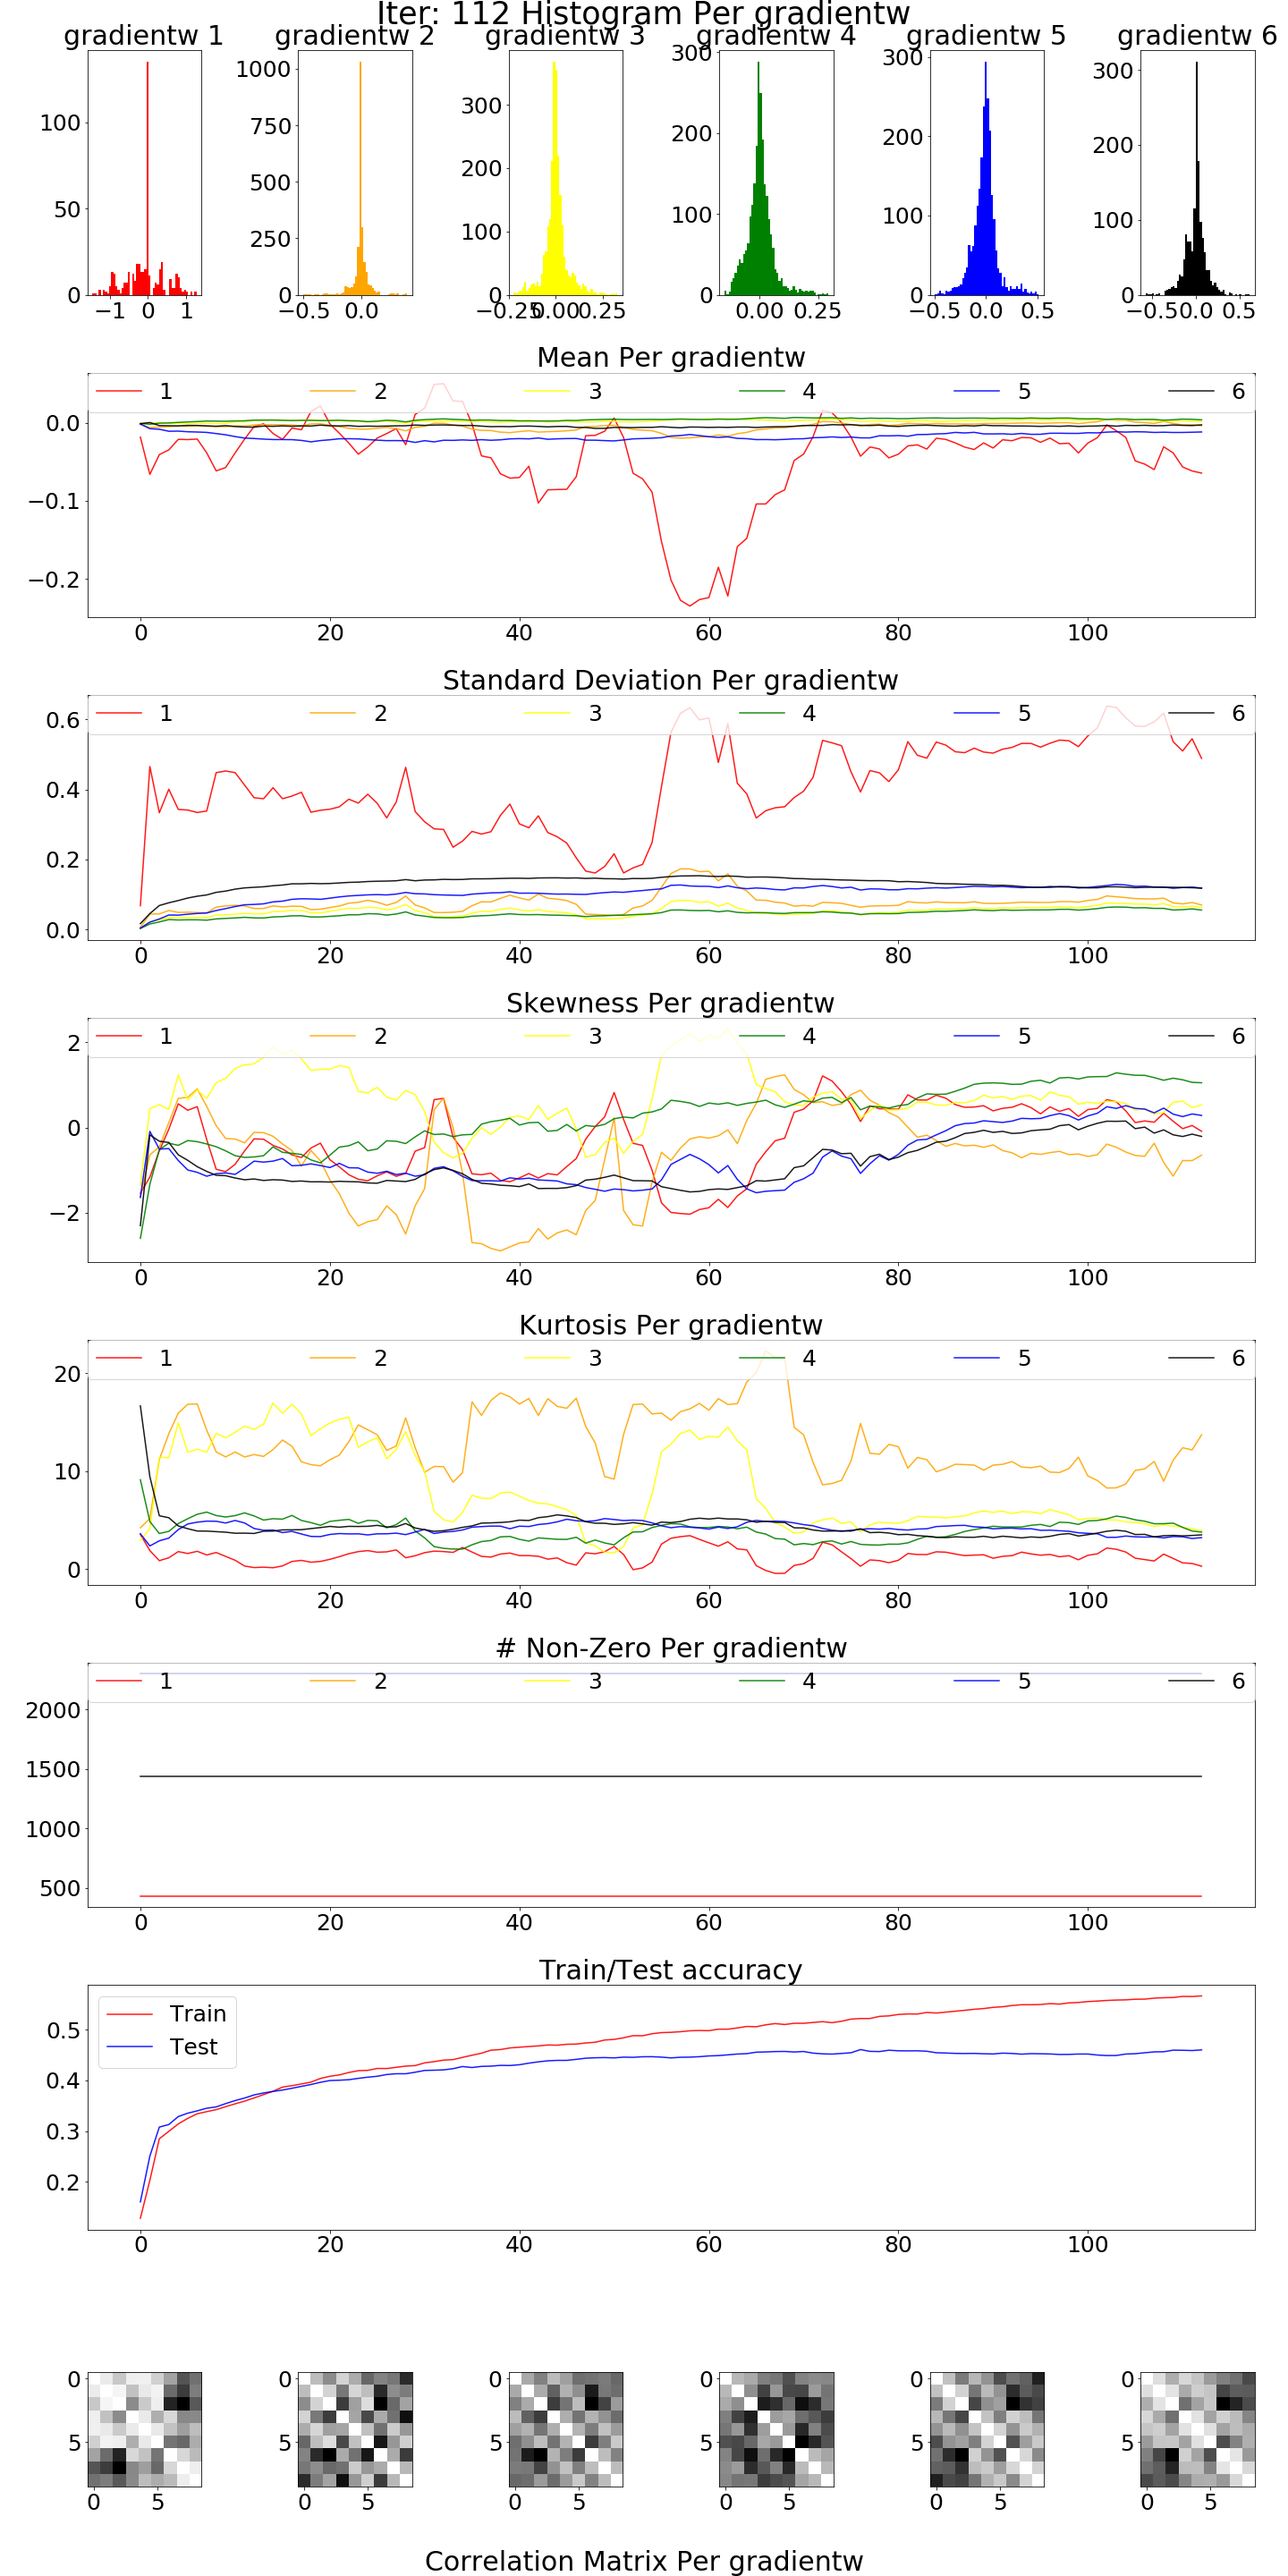 Iter: 112 Histogram Per gradientw
gradientw 1 gradientw 2 gradientw 3 gradientw 4 gradientw 5 gradientw 6
100
50
0
−1 0 1
1000
750
500
250
0
−0.5 0.0
300
200
100
0
−0.25 0.00 0.25
300
200
100
0
0.00 0.25
300
200
100
0
−0.5 0.0 0.5
300
200
100
0
−0.5 0.0 0.5
Mean Per gradientw
1 2 3 4 5 6
0.0
−0.1
−0.2
0 20 40 60 80 100
Standard Deviation Per gradientw
1 2 3 4 5 6
0.6
0.4
0.2
0.0
0 20 40 60 80 100
Skewness Per gradientw
1 2 3 4 5 6
2
0
−2
0 20 40 60 80 100
Kurtosis Per gradientw
1 2 3 4 5 6
20
10
0
0 20 40 60 80 100
# Non-Zero Per gradientw
1 2 3 4 5 6
2000
1500
1000
500
0 20 40 60 80 100
Train/Test accuracy
Train
Test
0.5
0.4
0.3
0.2
0 20 40 60 80 100
0
5
0 5
0
5
0 5
0
5
0 5
0
5
0 5
0
5
0 5
0
5
0 5
Correlation Matrix Per gradientw